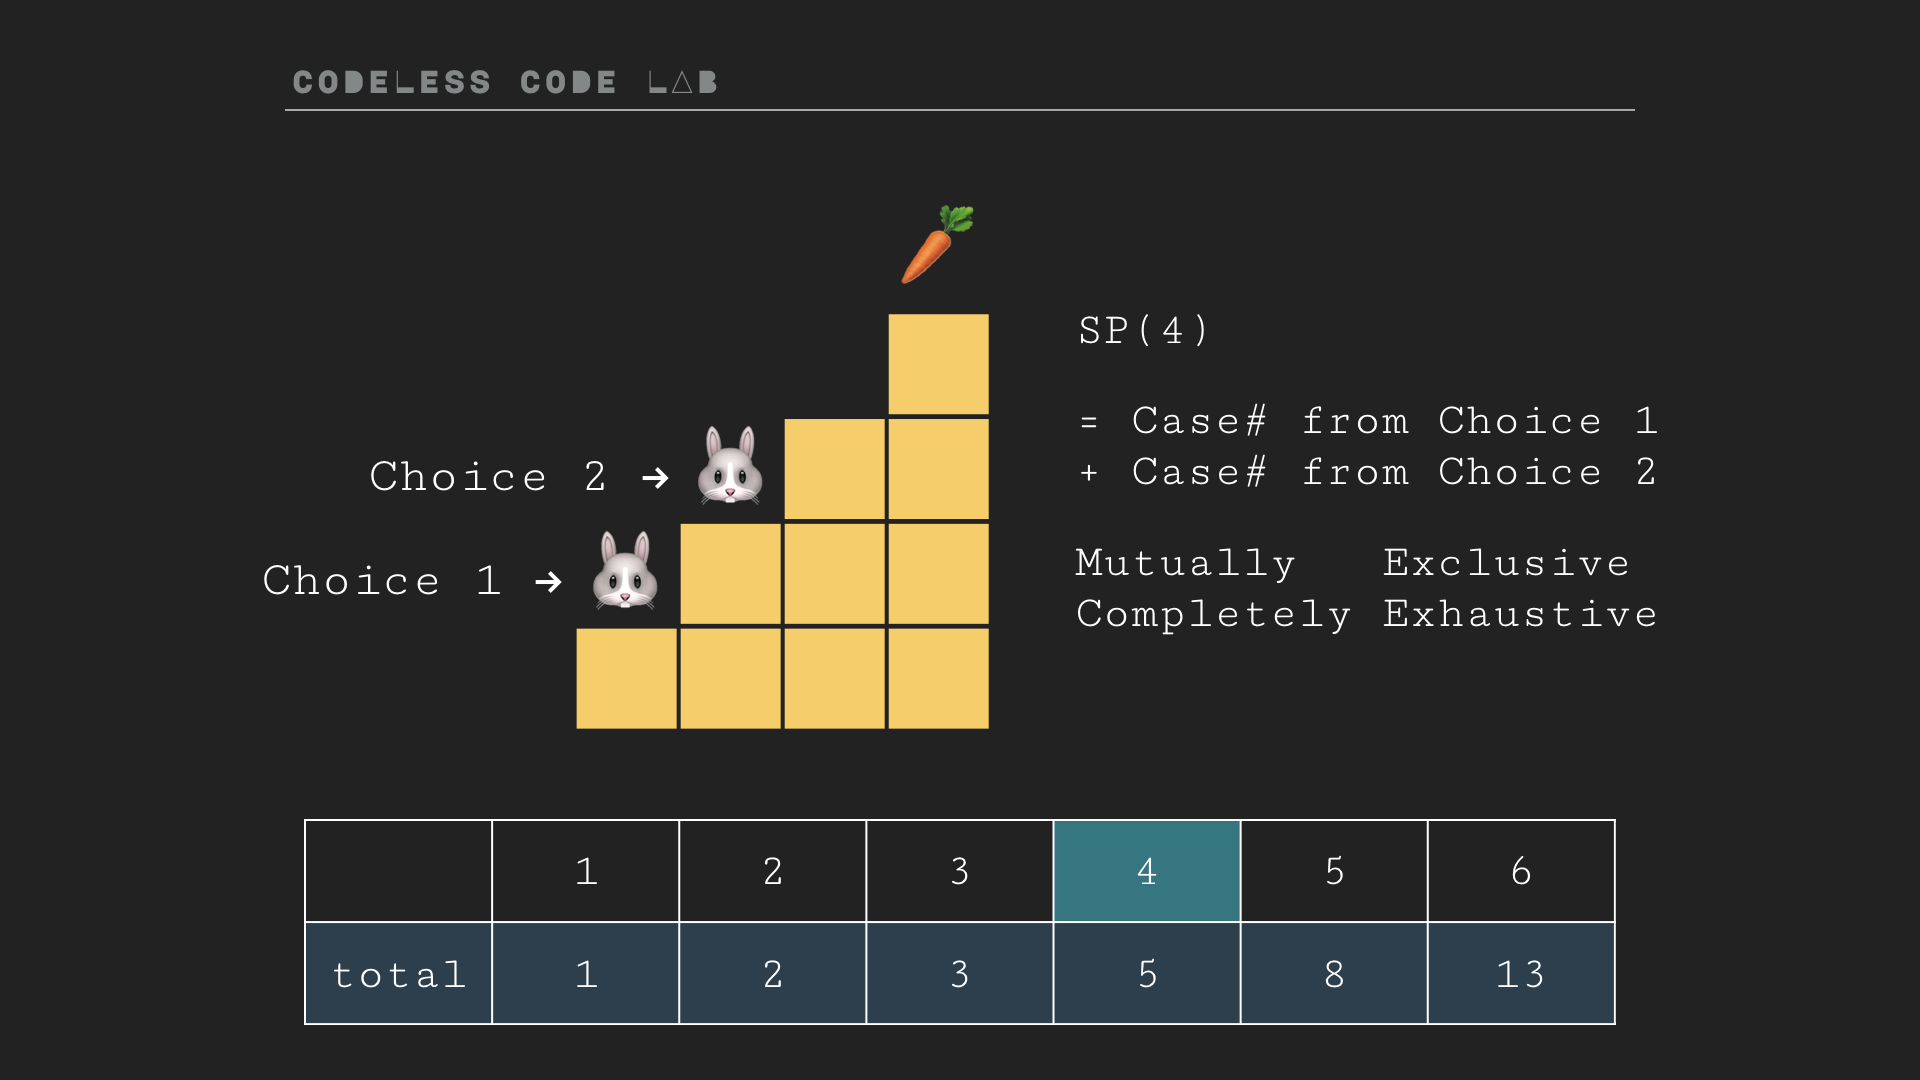 CODELESS CODE LAB
SP(4)
= Case# from Choice 1
+ Case# from Choice 2
Choice 2 →
Choice 1 →
Mutually Exclusive
Completely Exhaustive
1 2 3 4 5 6
total 1 2 3 5 8 13